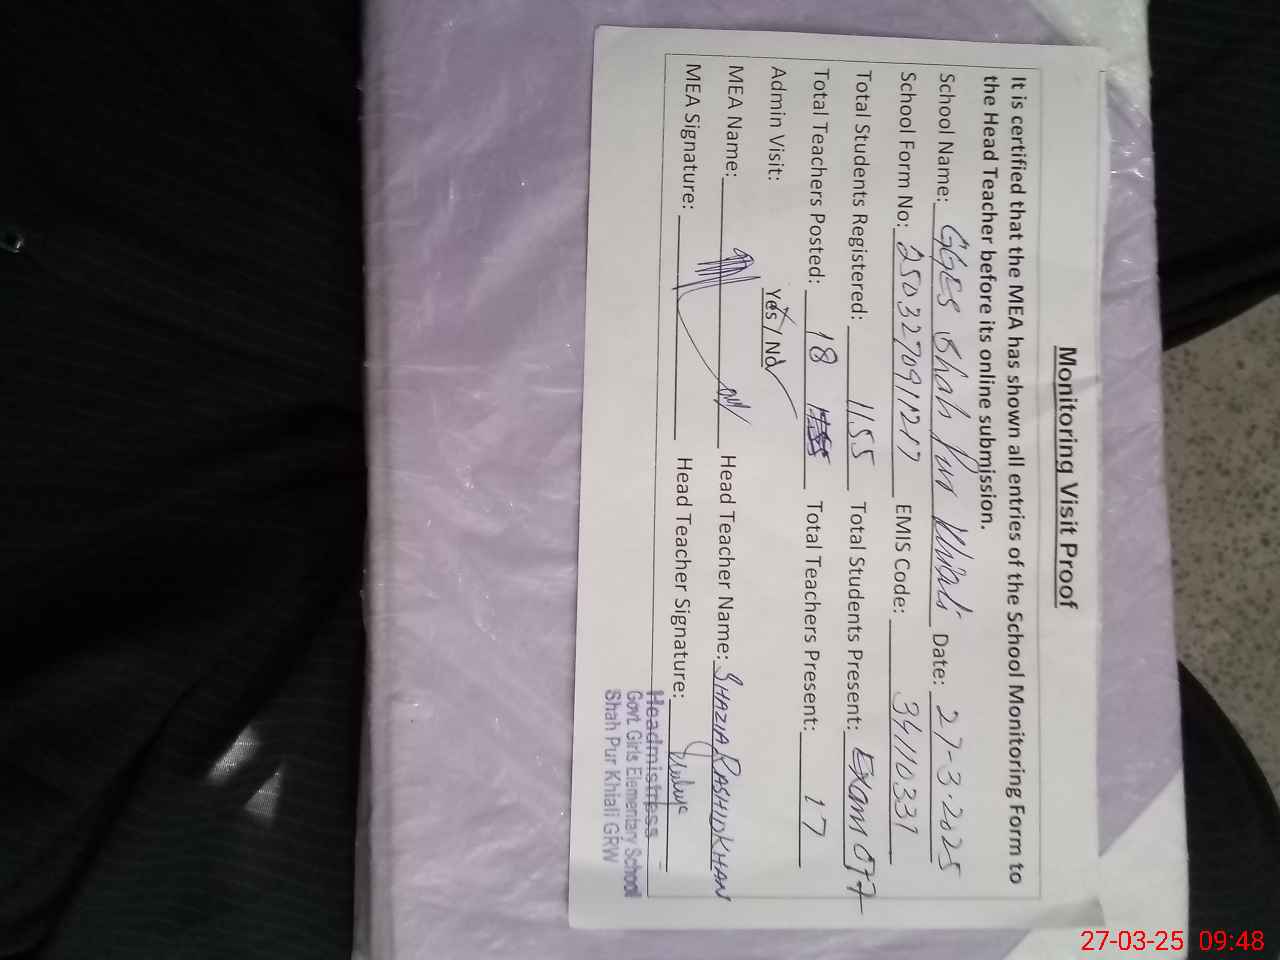 Monitoring Visit Proof
It is certified that the MEA has shown all entries of the School Monitoring Form to
the Head Teacher before its online submission.
School Name: GGES Shah Pur Khiali Date: 27-3-2025
School Form No: 2503270911217 EMIS Code: 34110331
Total Students Registered: 1155 Total Students Present: Exam off
Total Teachers Posted: 18 Total Teachers Present: 17
Admin Visit: Yes / No
MEA Name: Head Teacher Name: SHAZIA RASHID KHAN
MEA Signature: Head Teacher Signature:
Headmistress
Govt. Girls Elementary School
Shah Pur Khiali GRW
27-03-25 09:48